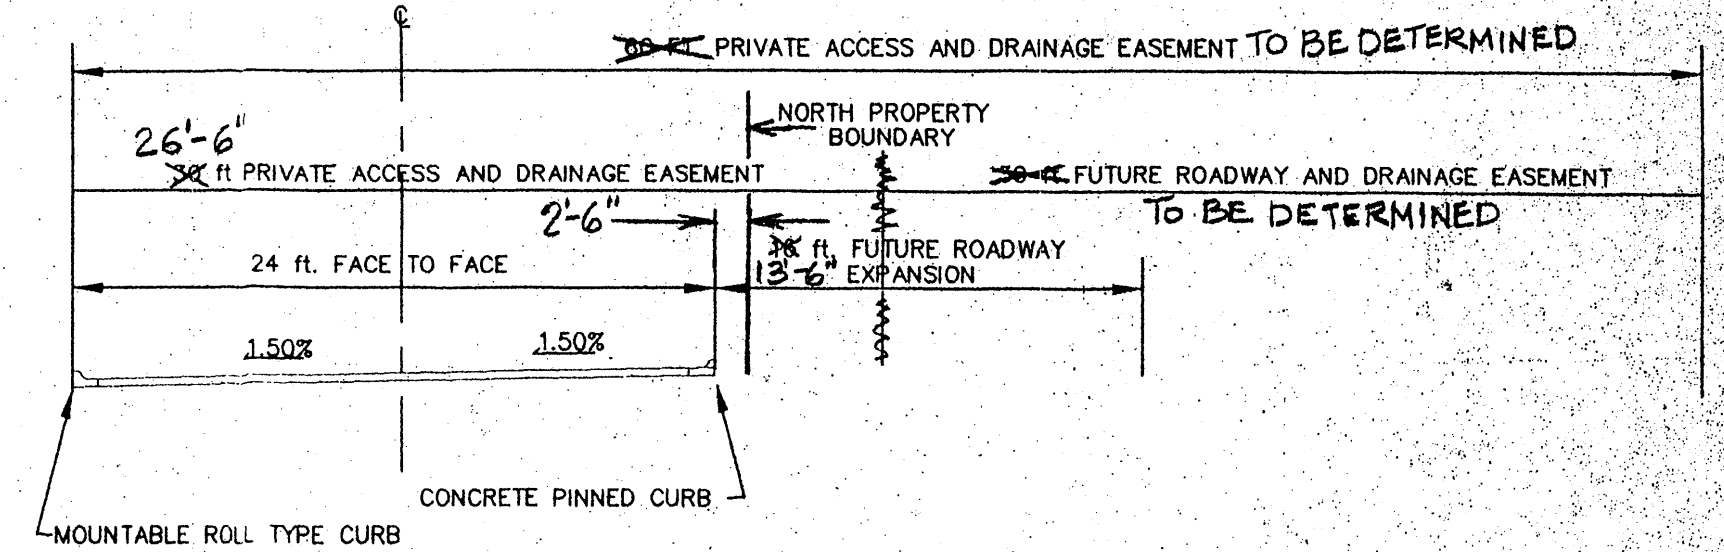 ℄
60 FT. PRIVATE ACCESS AND DRAINAGE EASEMENT TO BE DETERMINED
NORTH PROPERTY
BOUNDARY
26'-6"
30 ft PRIVATE ACCESS AND DRAINAGE EASEMENT
30 ft. FUTURE ROADWAY AND DRAINAGE EASEMENT
TO BE DETERMINED
2'-6"
24 ft. FACE TO FACE
ft. FUTURE ROADWAY
13'-6" EXPANSION
1.50%
1.50%
CONCRETE PINNED CURB
MOUNTABLE ROLL TYPE CURB